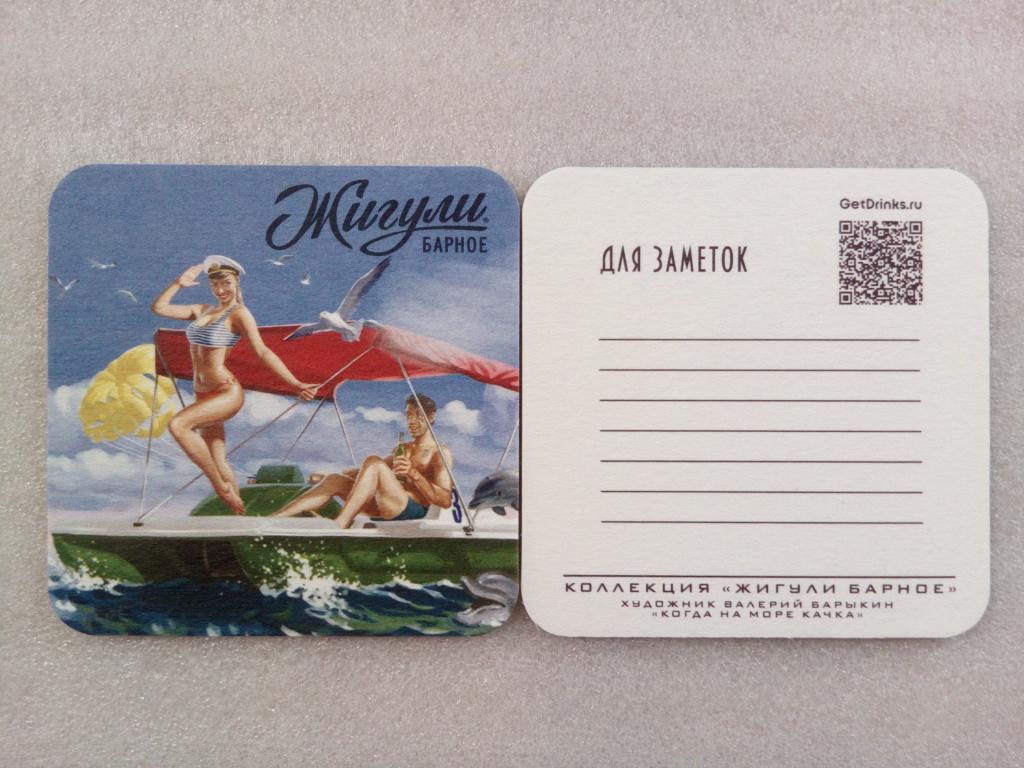 Жигули
БАРНОЕ
3
GetDrinks.ru
ДЛЯ ЗАМЕТОК
КОЛЛЕКЦИЯ «ЖИГУЛИ БАРНОЕ»
ХУДОЖНИК ВАЛЕРИЙ БАРЫКИН
«КОГДА НА МОРЕ КАЧКА»